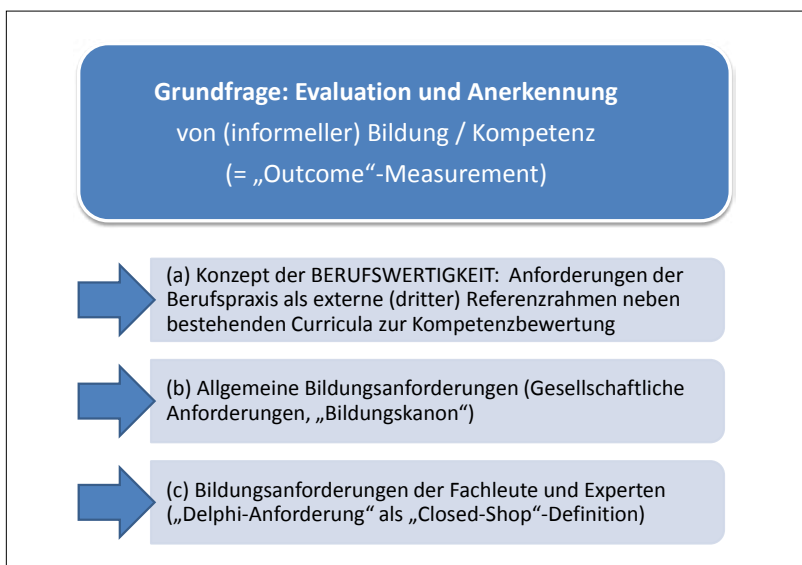 Grundfrage: Evaluation und Anerkennung
von (informeller) Bildung / Kompetenz
(= „Outcome“-Measurement)
(a) Konzept der BERUFSWERTIGKEIT: Anforderungen der
Berufspraxis als externe (dritter) Referenzrahmen neben
bestehenden Curricula zur Kompetenzbewertung
(b) Allgemeine Bildungsanforderungen (Gesellschaftliche
Anforderungen, „Bildungskanon“)
(c) Bildungsanforderungen der Fachleute und Experten
(„Delphi-Anforderung“ als „Closed-Shop“-Definition)